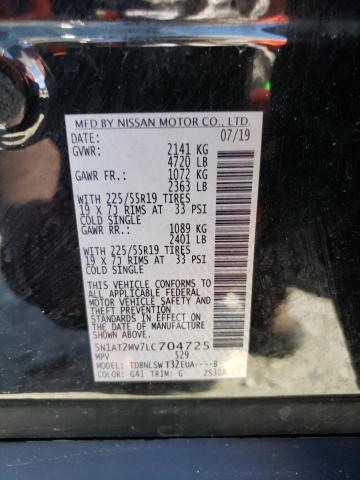 MFD BY NISSAN MOTOR CO., LTD.
DATE: 07/19
GVWR: 2141 KG
4720 LB
GAWR FR.: 1072 KG
2363 LB
WITH 225/55R19 TIRES
19 X 7J RIMS AT 33 PSI
COLD SINGLE
GAWR RR.: 1089 KG
2401 LB
WITH 225/55R19 TIRES
19 X 7J RIMS AT 33 PSI
COLD SINGLE
THIS VEHICLE CONFORMS TO
ALL APPLICABLE FEDERAL
MOTOR VEHICLE SAFETY
AND THEFT PREVENTION
STANDARDS IN EFFECT ON
THE DATE OF MANUFACTURE
SHOWN ABOVE.
5N1AT2MV7LC704725
MPV S29
MODEL: TDBNLSW T32EUA----B
COLOR: G41 TRIM: G 2S30A